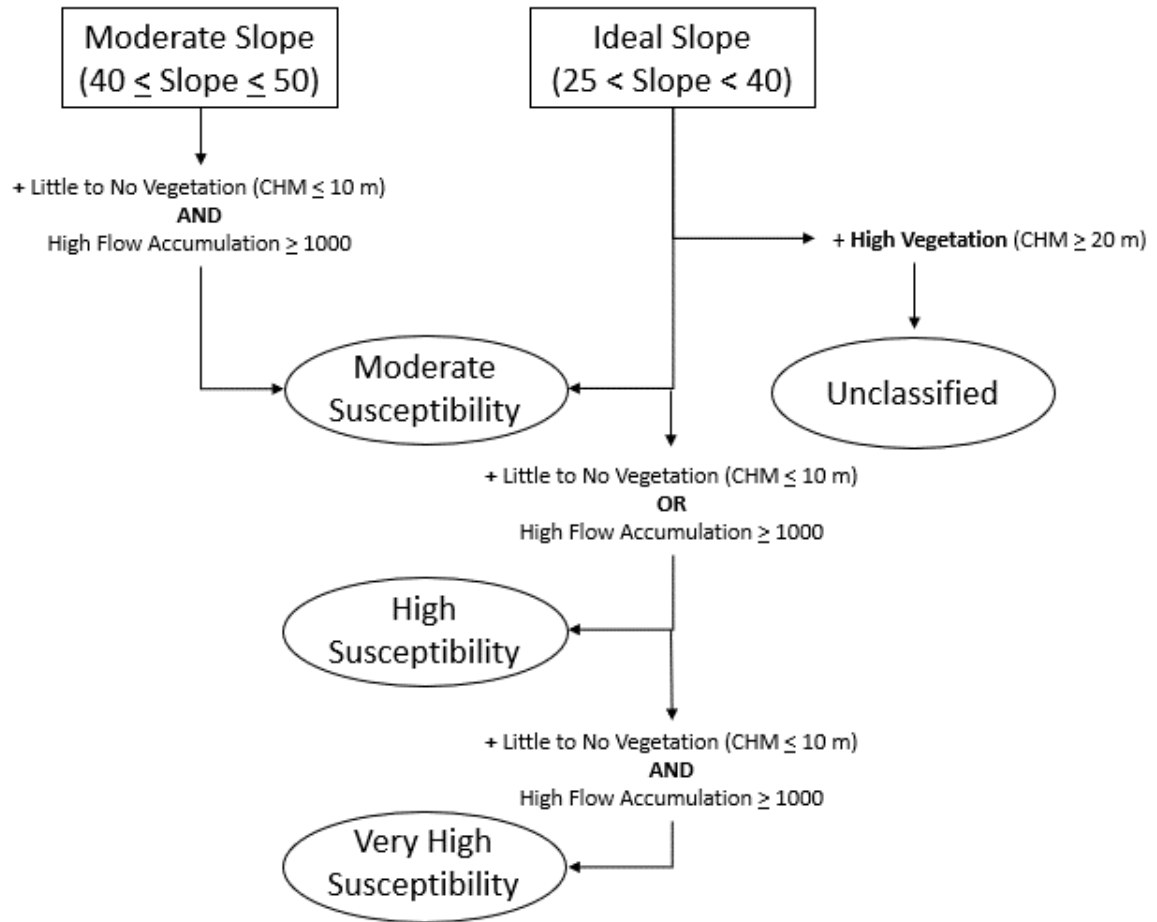 Moderate Slope
(40 ≤ Slope ≤ 50)
Ideal Slope
(25 < Slope < 40)
+ Little to No Vegetation (CHM ≤ 10 m)
AND
High Flow Accumulation ≥ 1000
+ High Vegetation (CHM ≥ 20 m)
Moderate
Susceptibility
Unclassified
+ Little to No Vegetation (CHM ≤ 10 m)
OR
High Flow Accumulation ≥ 1000
High
Susceptibility
+ Little to No Vegetation (CHM ≤ 10 m)
AND
High Flow Accumulation ≥ 1000
Very High
Susceptibility